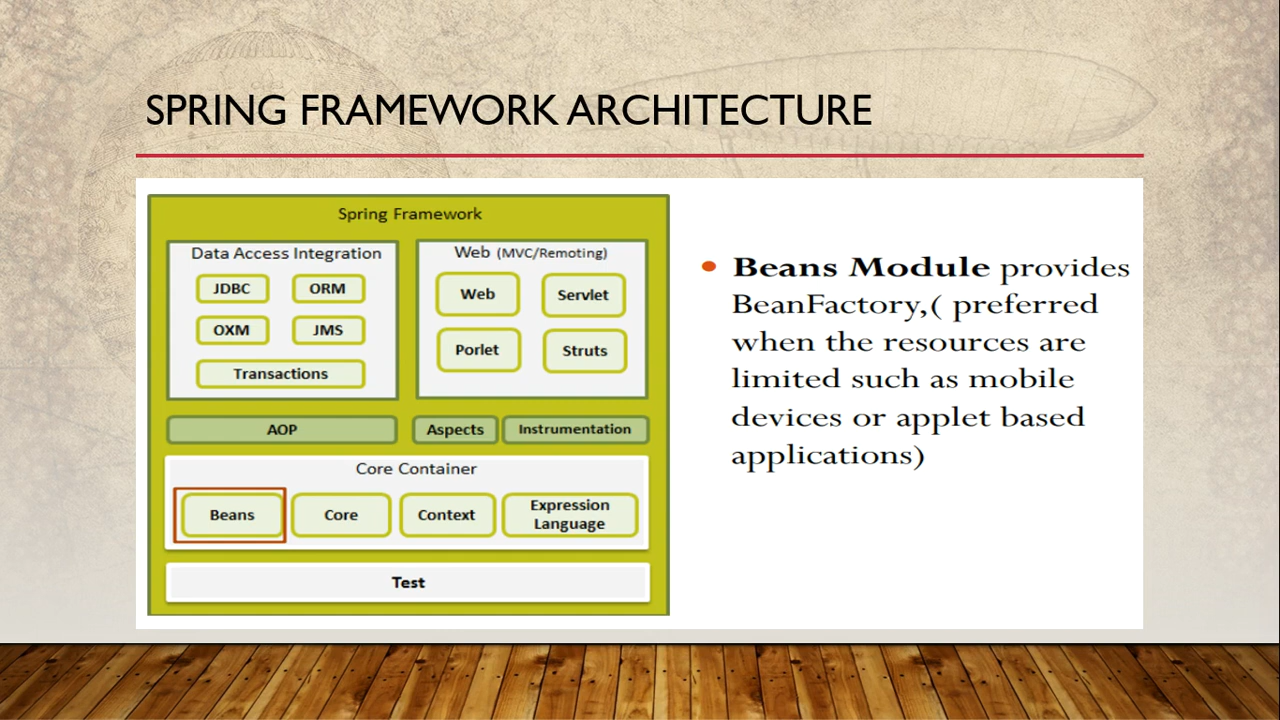 SPRING FRAMEWORK ARCHITECTURE
Spring Framework
Data Access Integration
JDBC ORM
OXM JMS
Transactions
Web (MVC/Remoting)
Web Servlet
Porlet Struts
AOP Aspects Instrumentation
Core Container
Beans Core Context Expression
Language
Test
• Beans Module provides
BeanFactory,( preferred
when the resources are
limited such as mobile
devices or applet based
applications)